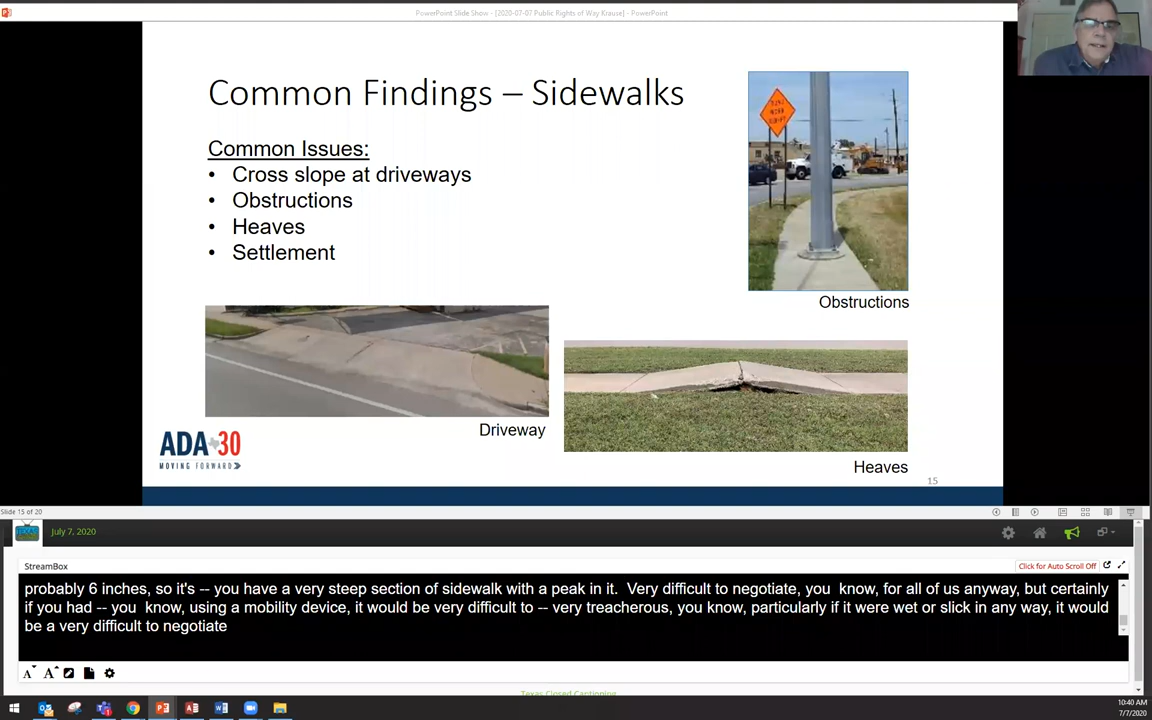 PowerPoint Slide Show - [2020-07-07 Public Rights of Way Krause] - PowerPoint
Common Findings – Sidewalks
Common Issues:
• Cross slope at driveways
• Obstructions
• Heaves
• Settlement
Obstructions
Driveway
Heaves
ADA 30
MOVING FORWARD
15
Slide 15 of 20
July 7, 2020
StreamBox
Click for Auto Scroll Off
probably 6 inches, so it's -- you have a very steep section of sidewalk with a peak in it. Very difficult to negotiate, you know, for all of us anyway, but certainly
if you had -- you know, using a mobility device, it would be very difficult to -- very treacherous, you know, particularly if it were wet or slick in any way, it would
be a very difficult to negotiate
A A
Texas Closed Captioning
10:40 AM
7/7/2020